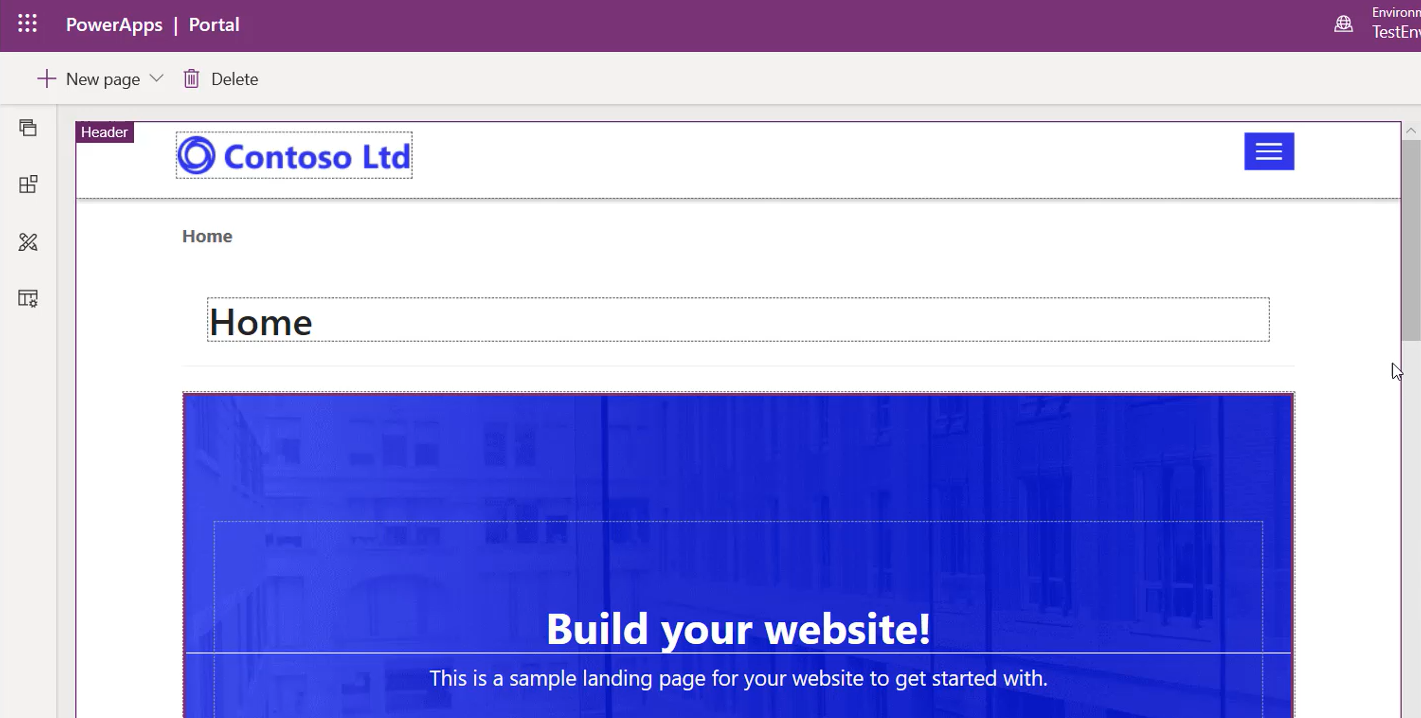 PowerApps | Portal
Environm
TestEnv
New page
Delete
Header
Contoso Ltd
Home
Home
Build your website!
This is a sample landing page for your website to get started with.